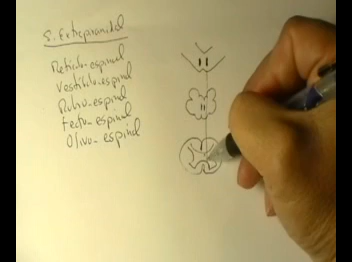 S. Extrapiramidal
Retículo-espinal
Vestíbulo-espinal
Rubro-espinal
Tecto-espinal
Olivo-espinal